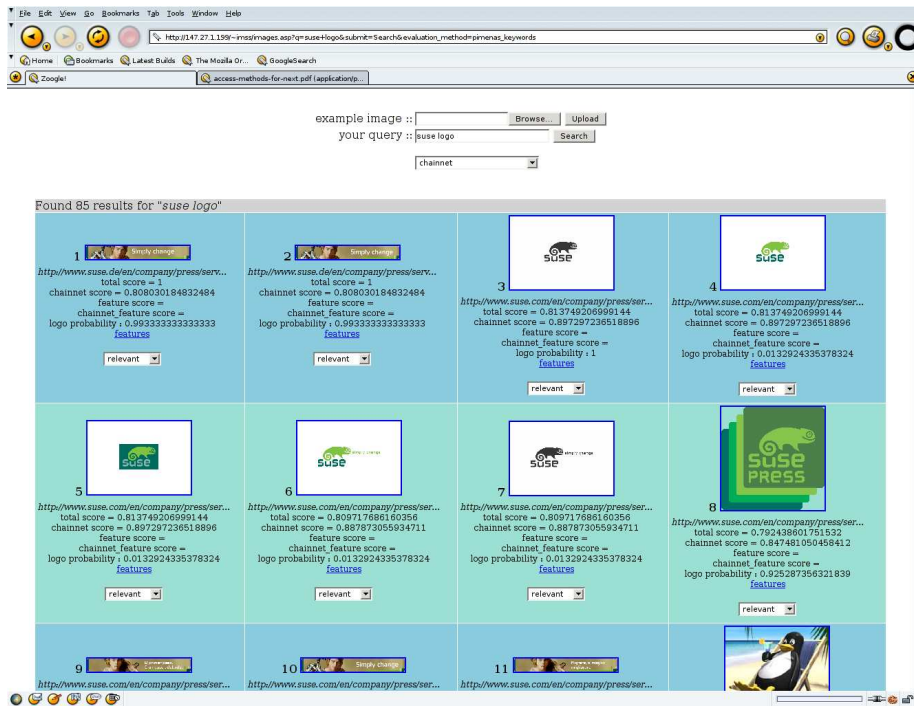 File Edit View Go Bookmarks Tab Tools Window Help
http://147.27.1.199/~imss/images.asp?q=suse+logo&submit=Search&evaluation_method=pimenas_keywords
Home Bookmarks Latest Builds The Mozilla Or... GoogleSearch
Zoogle! access-methods-for-next.pdf (application/p...
example image :: Browse... Upload
your query :: suse logo Search
chainnet
Found 85 results for "suse logo"
1 Simply change
http://www.suse.de/en/company/press/serv...
total score = 1
chainnet score = 0.808030184832484
feature score =
chainnet_feature score =
logo probability : 0.993333333333333
features
relevant
2 Simply change
http://www.suse.de/en/company/press/serv...
total score = 1
chainnet score = 0.808030184832484
feature score =
chainnet_feature score =
logo probability : 0.993333333333333
features
relevant
3 suse
http://www.suse.com/en/company/press/ser...
total score = 0.813749206999144
chainnet score = 0.897297236518896
feature score =
chainnet_feature score =
logo probability : 1
features
relevant
4 suse
http://www.suse.com/en/company/press/ser...
total score = 0.813749206999144
chainnet score = 0.897297236518896
feature score =
chainnet_feature score =
logo probability : 0.0132924335378324
features
relevant
5 suse
http://www.suse.com/en/company/press/ser...
total score = 0.813749206999144
chainnet score = 0.897297236518896
feature score =
chainnet_feature score =
logo probability : 0.0132924335378324
features
relevant
6 suse simply change
http://www.suse.com/en/company/press/ser...
total score = 0.809717686160356
chainnet score = 0.887873055934711
feature score =
chainnet_feature score =
logo probability : 0.0132924335378324
features
relevant
7 suse simply change
http://www.suse.com/en/company/press/ser...
total score = 0.809717686160356
chainnet score = 0.887873055934711
feature score =
chainnet_feature score =
logo probability : 0.0132924335378324
features
relevant
8 suse
PRESS
http://www.suse.com/en/company/press/ser...
total score = 0.792438601751532
chainnet score = 0.847481050458412
feature score =
chainnet_feature score =
logo probability : 0.925287356321839
features
relevant
9
http://www.suse.com/en/company/press/ser...
10 Simply change
http://www.suse.com/en/company/press/ser...
11
http://www.suse.com/en/company/press/ser...